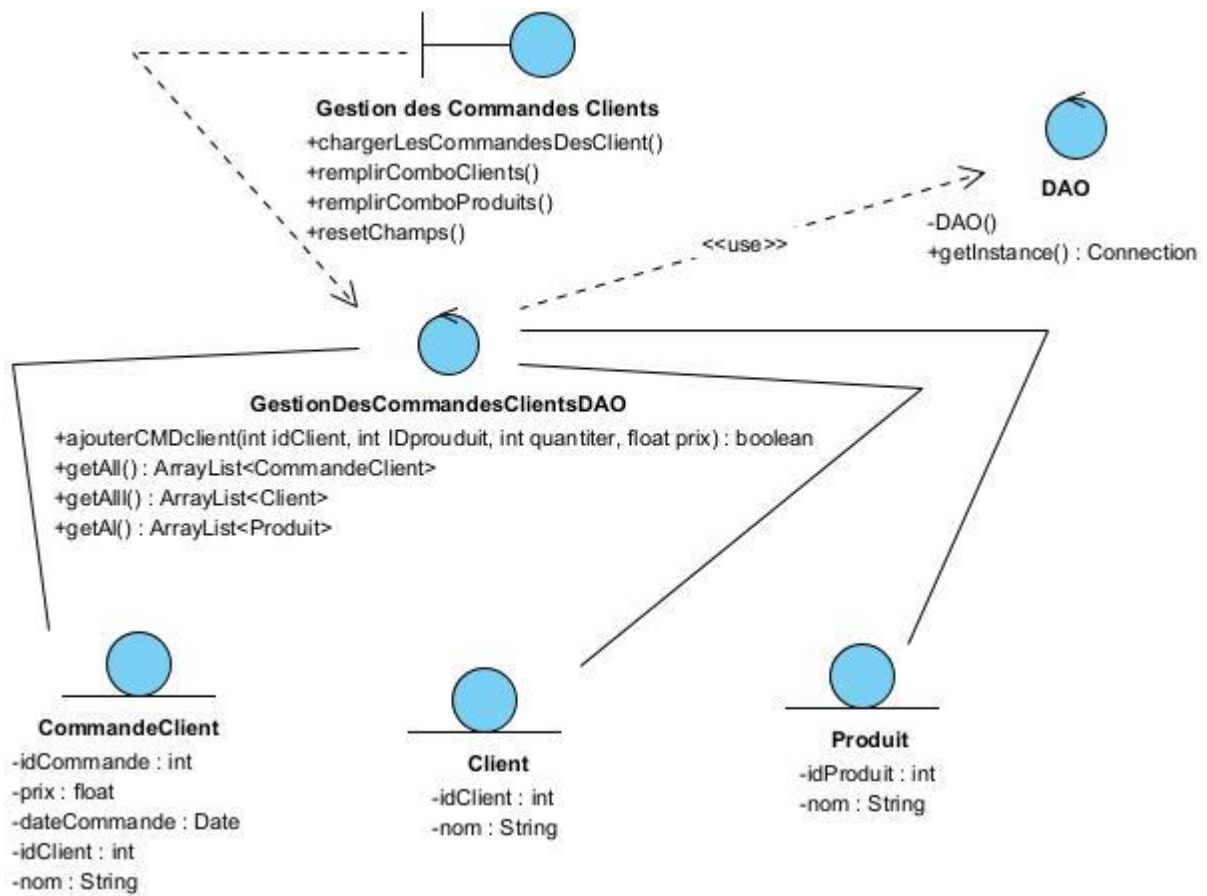 Gestion des Commandes Clients
+chargerLesCommandesDesClient()
+remplirComboClients()
+remplirComboProduits()
+resetChamps()
DAO
-DAO()
+getInstance() : Connection
<<use>>
GestionDesCommandesClientsDAO
+ajouterCMDclient(int idClient, int IDprouduit, int quantiter, float prix) : boolean
+getAll() : ArrayList<CommandeClient>
+getAlll() : ArrayList<Client>
+getAl() : ArrayList<Produit>
CommandeClient
-idCommande : int
-prix : float
-dateCommande : Date
-idClient : int
-nom : String
Client
-idClient : int
-nom : String
Produit
-idProduit : int
-nom : String